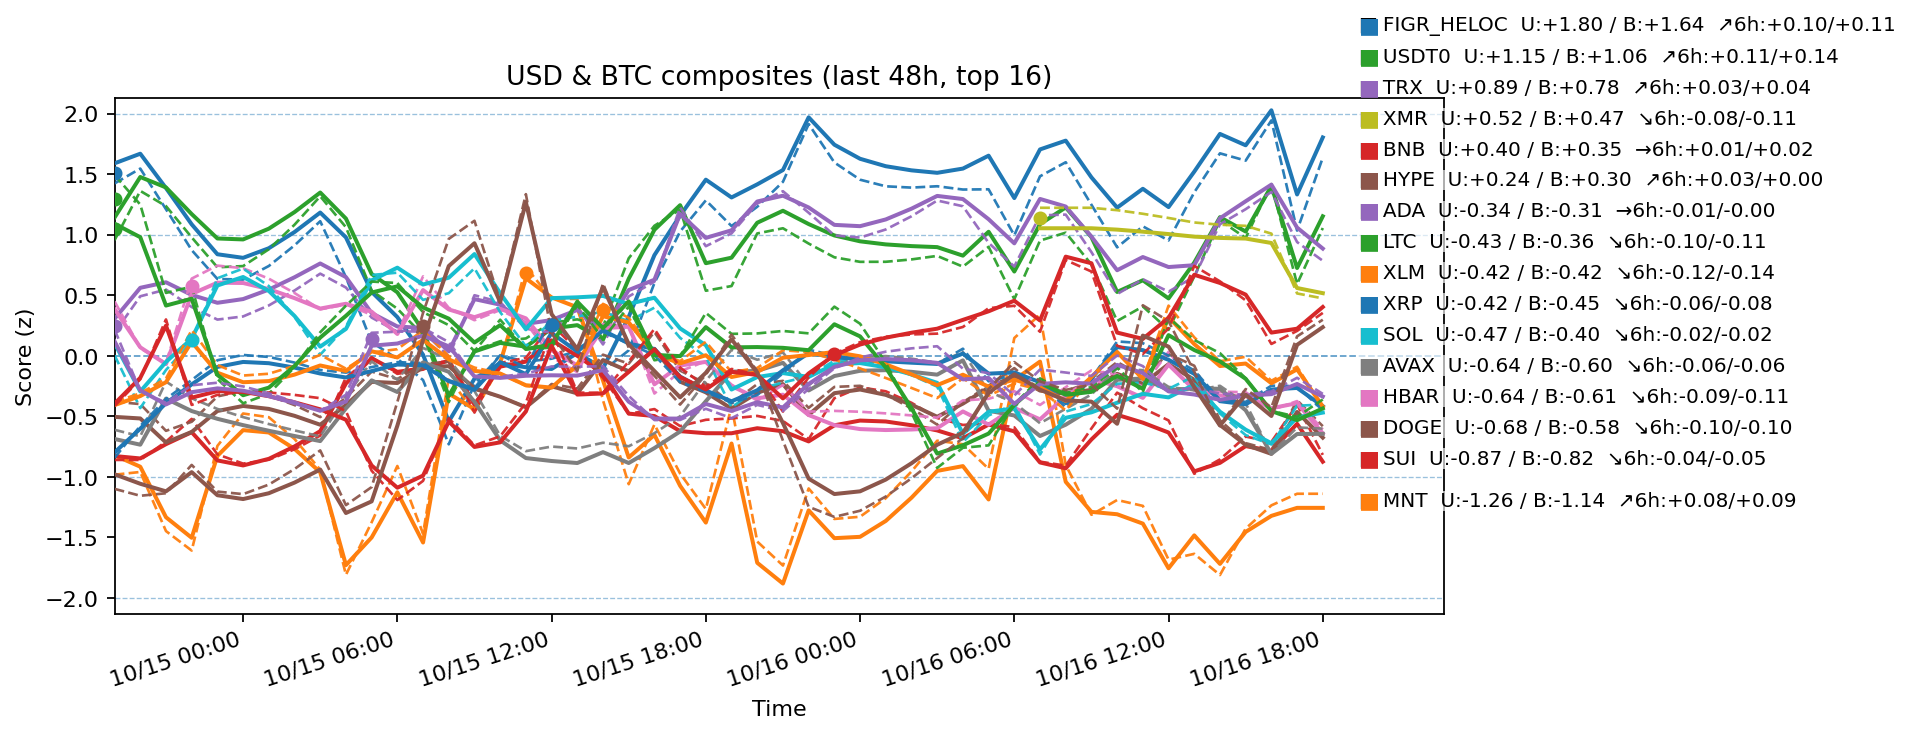 USD & BTC composites (last 48h, top 16)
FIGR_HELOC U:+1.80 / B:+1.64 ↗6h:+0.10/+0.11
USDT0 U:+1.15 / B:+1.06 ↗6h:+0.11/+0.14
TRX U:+0.89 / B:+0.78 ↗6h:+0.03/+0.04
XMR U:+0.52 / B:+0.47 ↘6h:-0.08/-0.11
BNB U:+0.40 / B:+0.35 →6h:+0.01/+0.02
HYPE U:+0.24 / B:+0.30 ↗6h:+0.03/+0.00
ADA U:-0.34 / B:-0.31 →6h:-0.01/-0.00
LTC U:-0.43 / B:-0.36 ↘6h:-0.10/-0.11
XLM U:-0.42 / B:-0.42 ↘6h:-0.12/-0.14
XRP U:-0.42 / B:-0.45 ↘6h:-0.06/-0.08
SOL U:-0.47 / B:-0.40 ↘6h:-0.02/-0.02
AVAX U:-0.64 / B:-0.60 ↘6h:-0.06/-0.06
HBAR U:-0.64 / B:-0.61 ↘6h:-0.09/-0.11
DOGE U:-0.68 / B:-0.58 ↘6h:-0.10/-0.10
SUI U:-0.87 / B:-0.82 ↘6h:-0.04/-0.05
MNT U:-1.26 / B:-1.14 ↗6h:+0.08/+0.09
Score (z)
2.0
1.5
1.0
0.5
0.0
−0.5
−1.0
−1.5
−2.0
10/15 00:00
10/15 06:00
10/15 12:00
10/15 18:00
10/16 00:00
10/16 06:00
10/16 12:00
10/16 18:00
Time